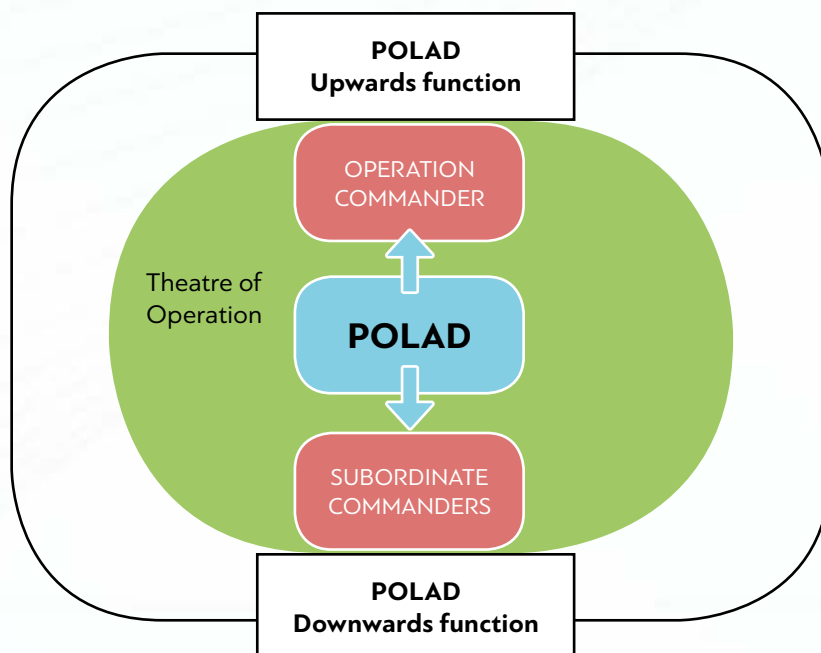 POLAD
Upwards function
OPERATION
COMMANDER
Theatre of
Operation
POLAD
SUBORDINATE
COMMANDERS
POLAD
Downwards function